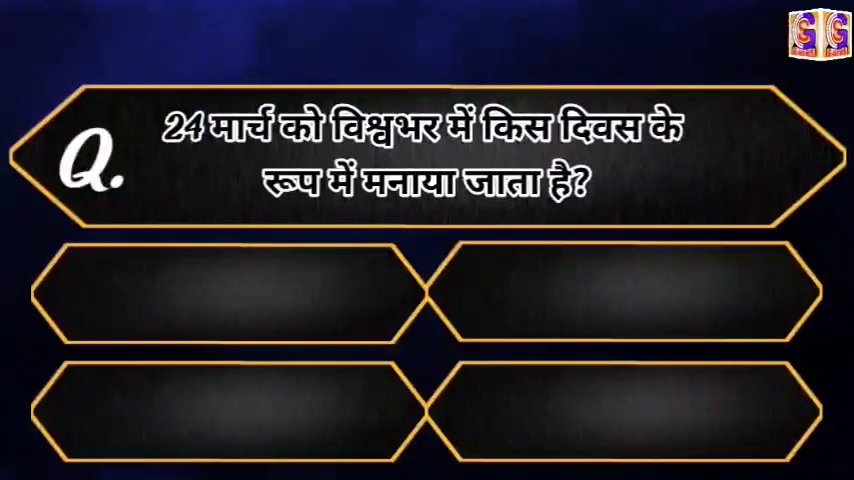 Q.
24 मार्च को विश्वभर में किस दिवस के
रूप में मनाया जाता है?